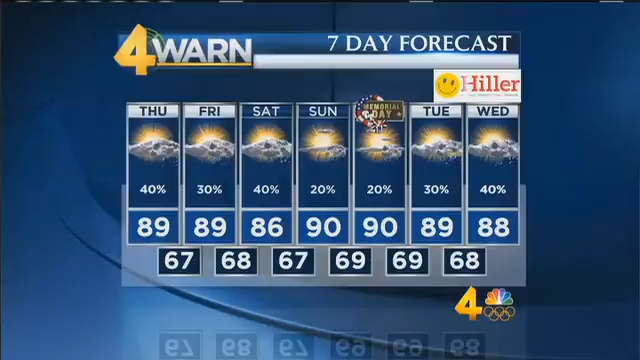 4WARN
7 DAY FORECAST
Hiller
THU FRI SAT SUN MEMORIAL DAY TUE WED
40% 30% 40% 20% 20% 30% 40%
89 89 86 90 90 89 88
67 68 67 69 69 68
4